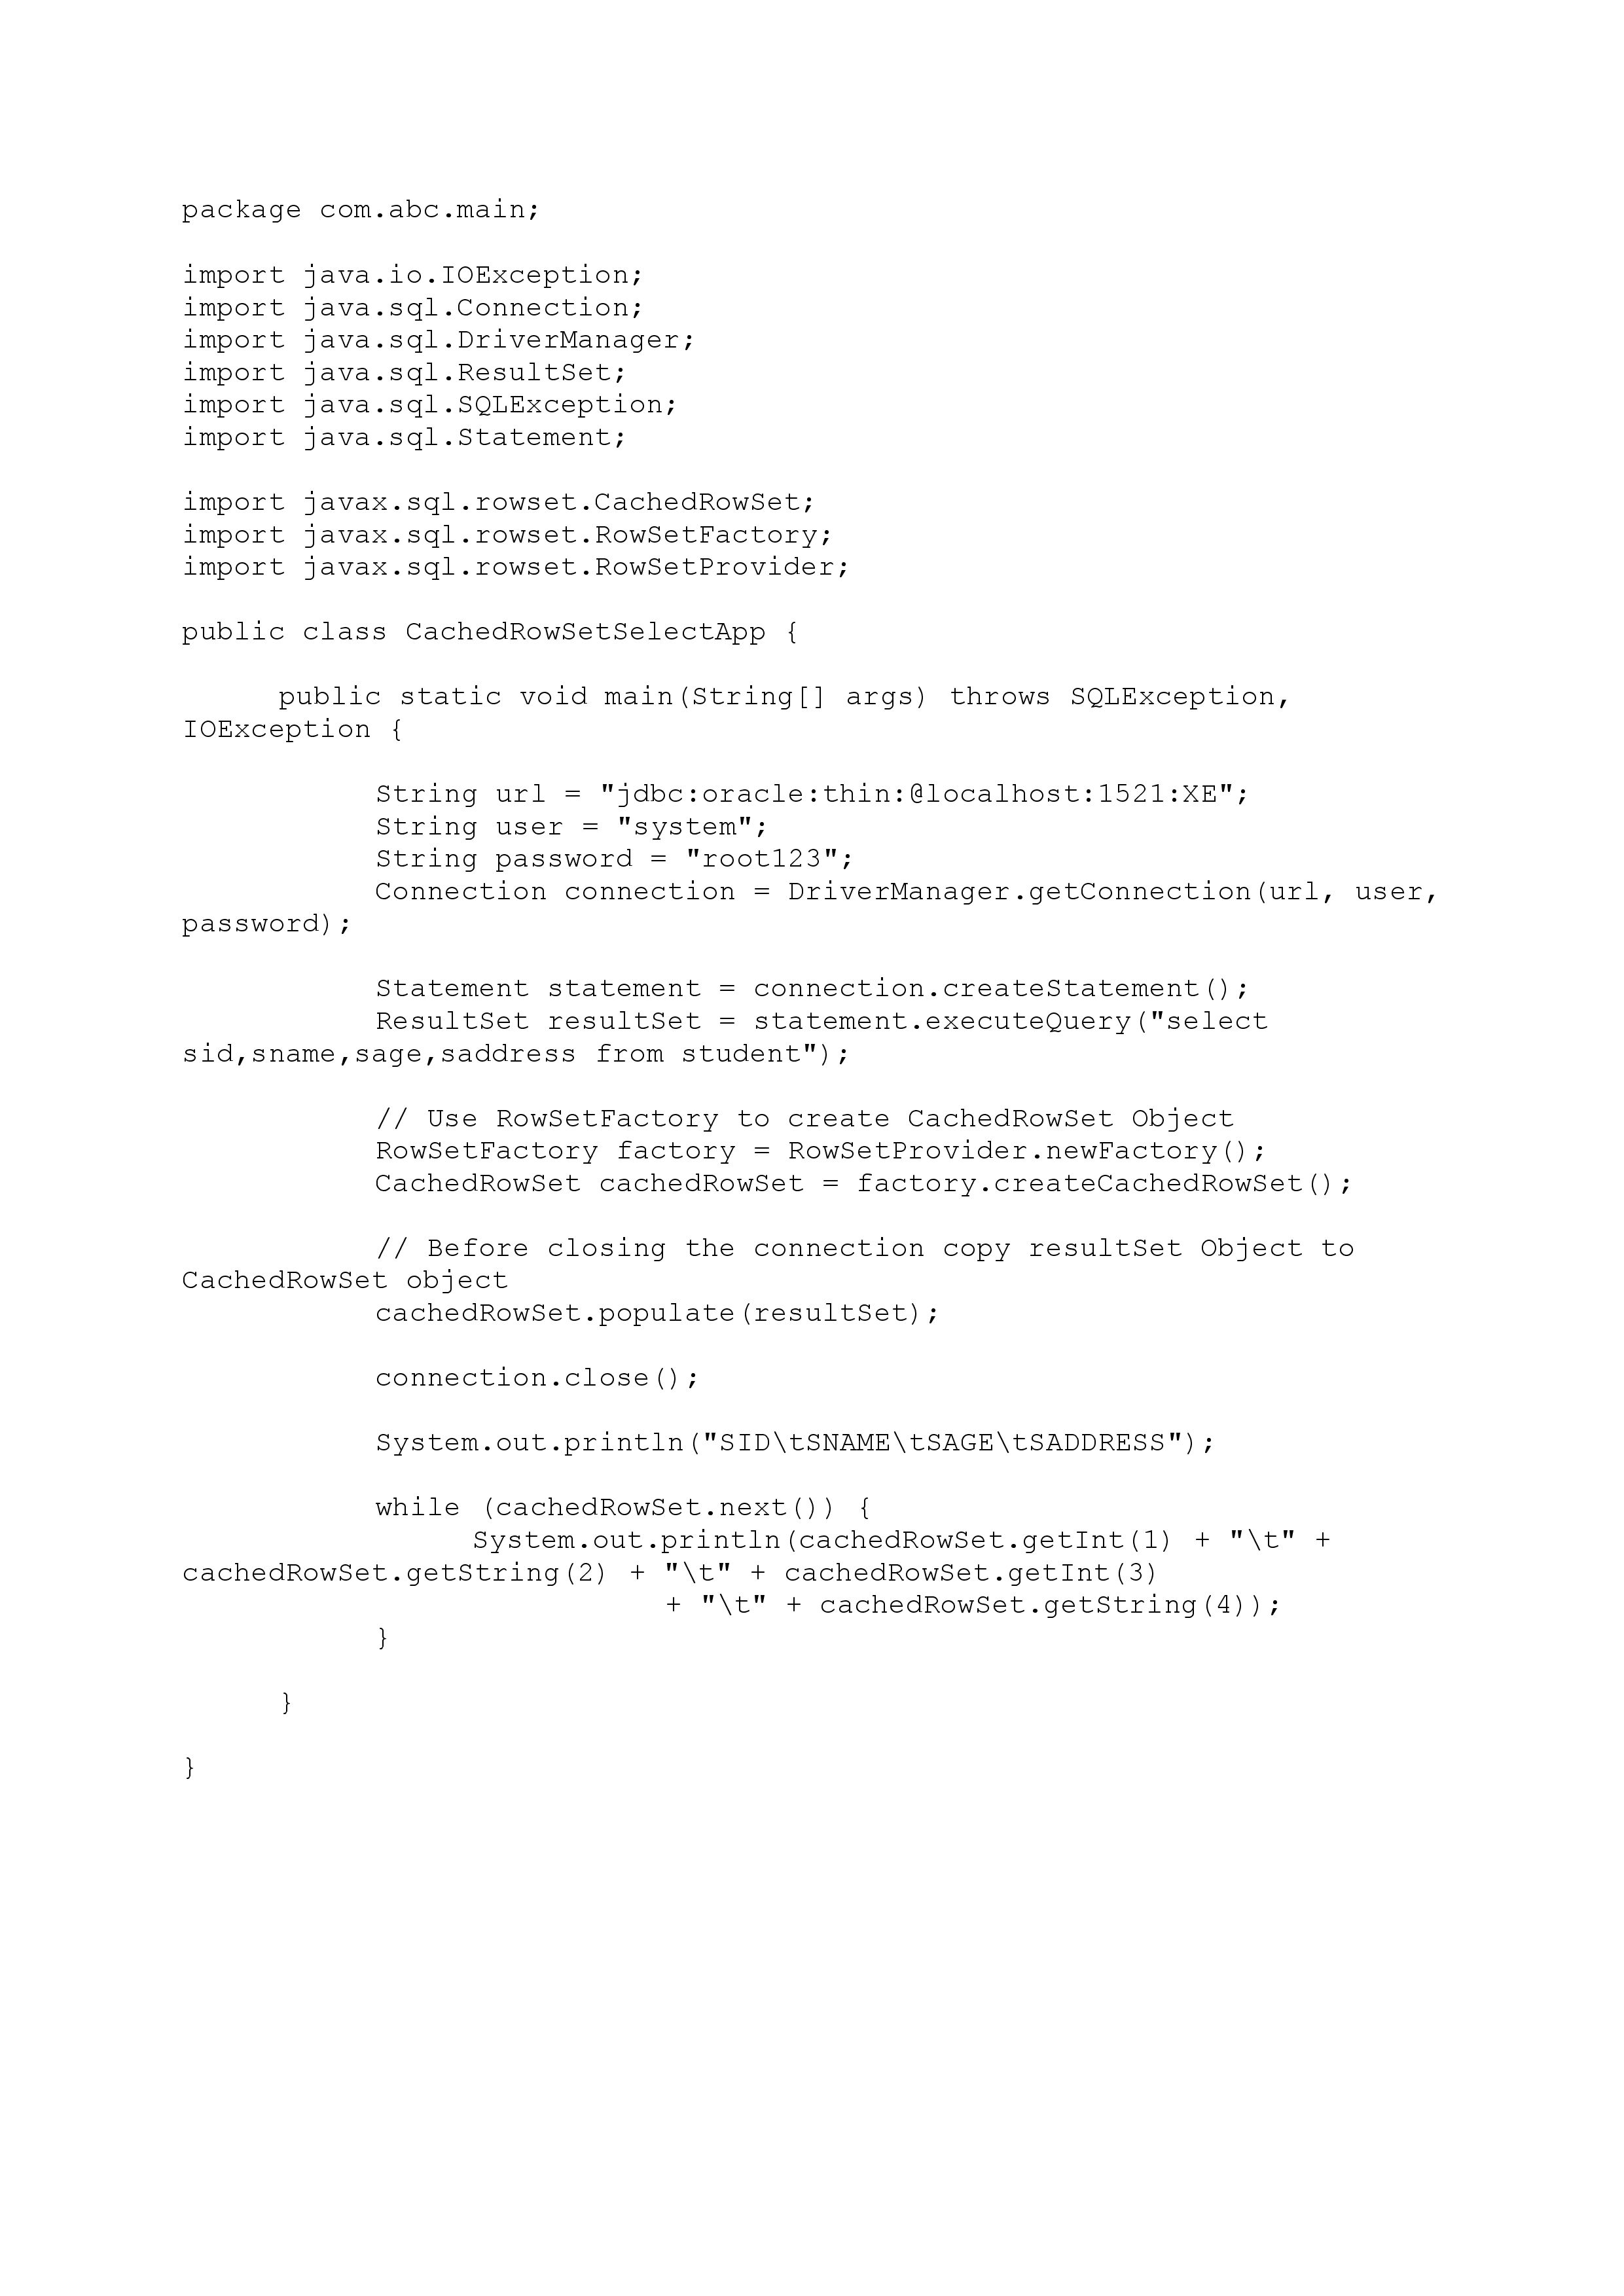 package com.abc.main;

import java.io.IOException;
import java.sql.Connection;
import java.sql.DriverManager;
import java.sql.ResultSet;
import java.sql.SQLException;
import java.sql.Statement;

import javax.sql.rowset.CachedRowSet;
import javax.sql.rowset.RowSetFactory;
import javax.sql.rowset.RowSetProvider;

public class CachedRowSetSelectApp {

      public static void main(String[] args) throws SQLException,
IOException {

            String url = "jdbc:oracle:thin:@localhost:1521:XE";
            String user = "system";
            String password = "root123";
            Connection connection = DriverManager.getConnection(url, user,
password);

            Statement statement = connection.createStatement();
            ResultSet resultSet = statement.executeQuery("select
sid,sname,sage,saddress from student");

            // Use RowSetFactory to create CachedRowSet Object
            RowSetFactory factory = RowSetProvider.newFactory();
            CachedRowSet cachedRowSet = factory.createCachedRowSet();

            // Before closing the connection copy resultSet Object to
CachedRowSet object
            cachedRowSet.populate(resultSet);

            connection.close();

            System.out.println("SID\tSNAME\tSAGE\tSADDRESS");

            while (cachedRowSet.next()) {
                  System.out.println(cachedRowSet.getInt(1) + "\t" +
cachedRowSet.getString(2) + "\t" + cachedRowSet.getInt(3)
                              + "\t" + cachedRowSet.getString(4));
            }

      }

}